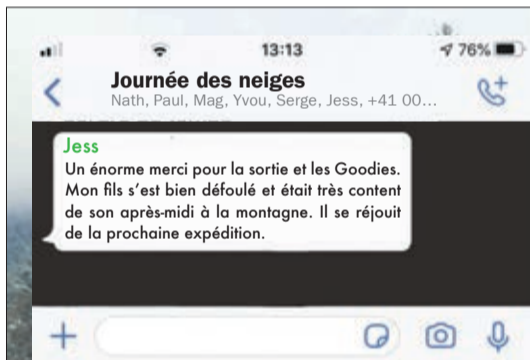 13:13
76%
Journée des neiges
Nath, Paul, Mag, Yvou, Serge, Jess, +41 00...
Jess
Un énorme merci pour la sortie et les Goodies.
Mon fils s'est bien défoulé et était très content
de son après-midi à la montagne. Il se réjouit
de la prochaine expédition.